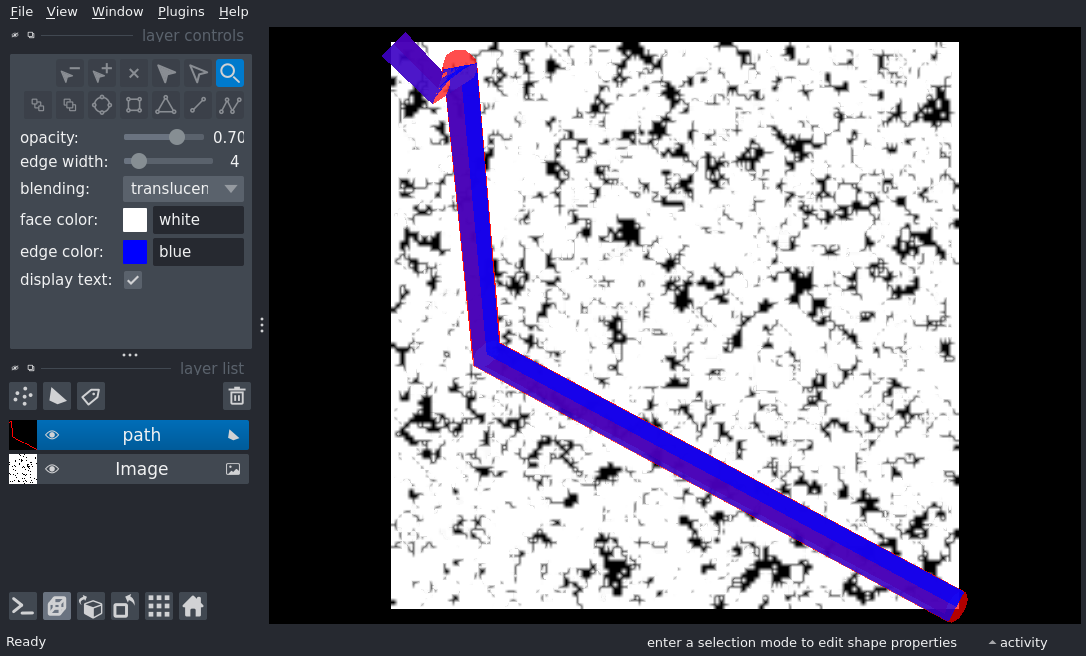 File View Window Plugins Help
layer controls
opacity: 0.70
edge width: 4
blending: translucen
face color: white
edge color: blue
display text:
layer list
path
Image
Ready
enter a selection mode to edit shape properties
activity